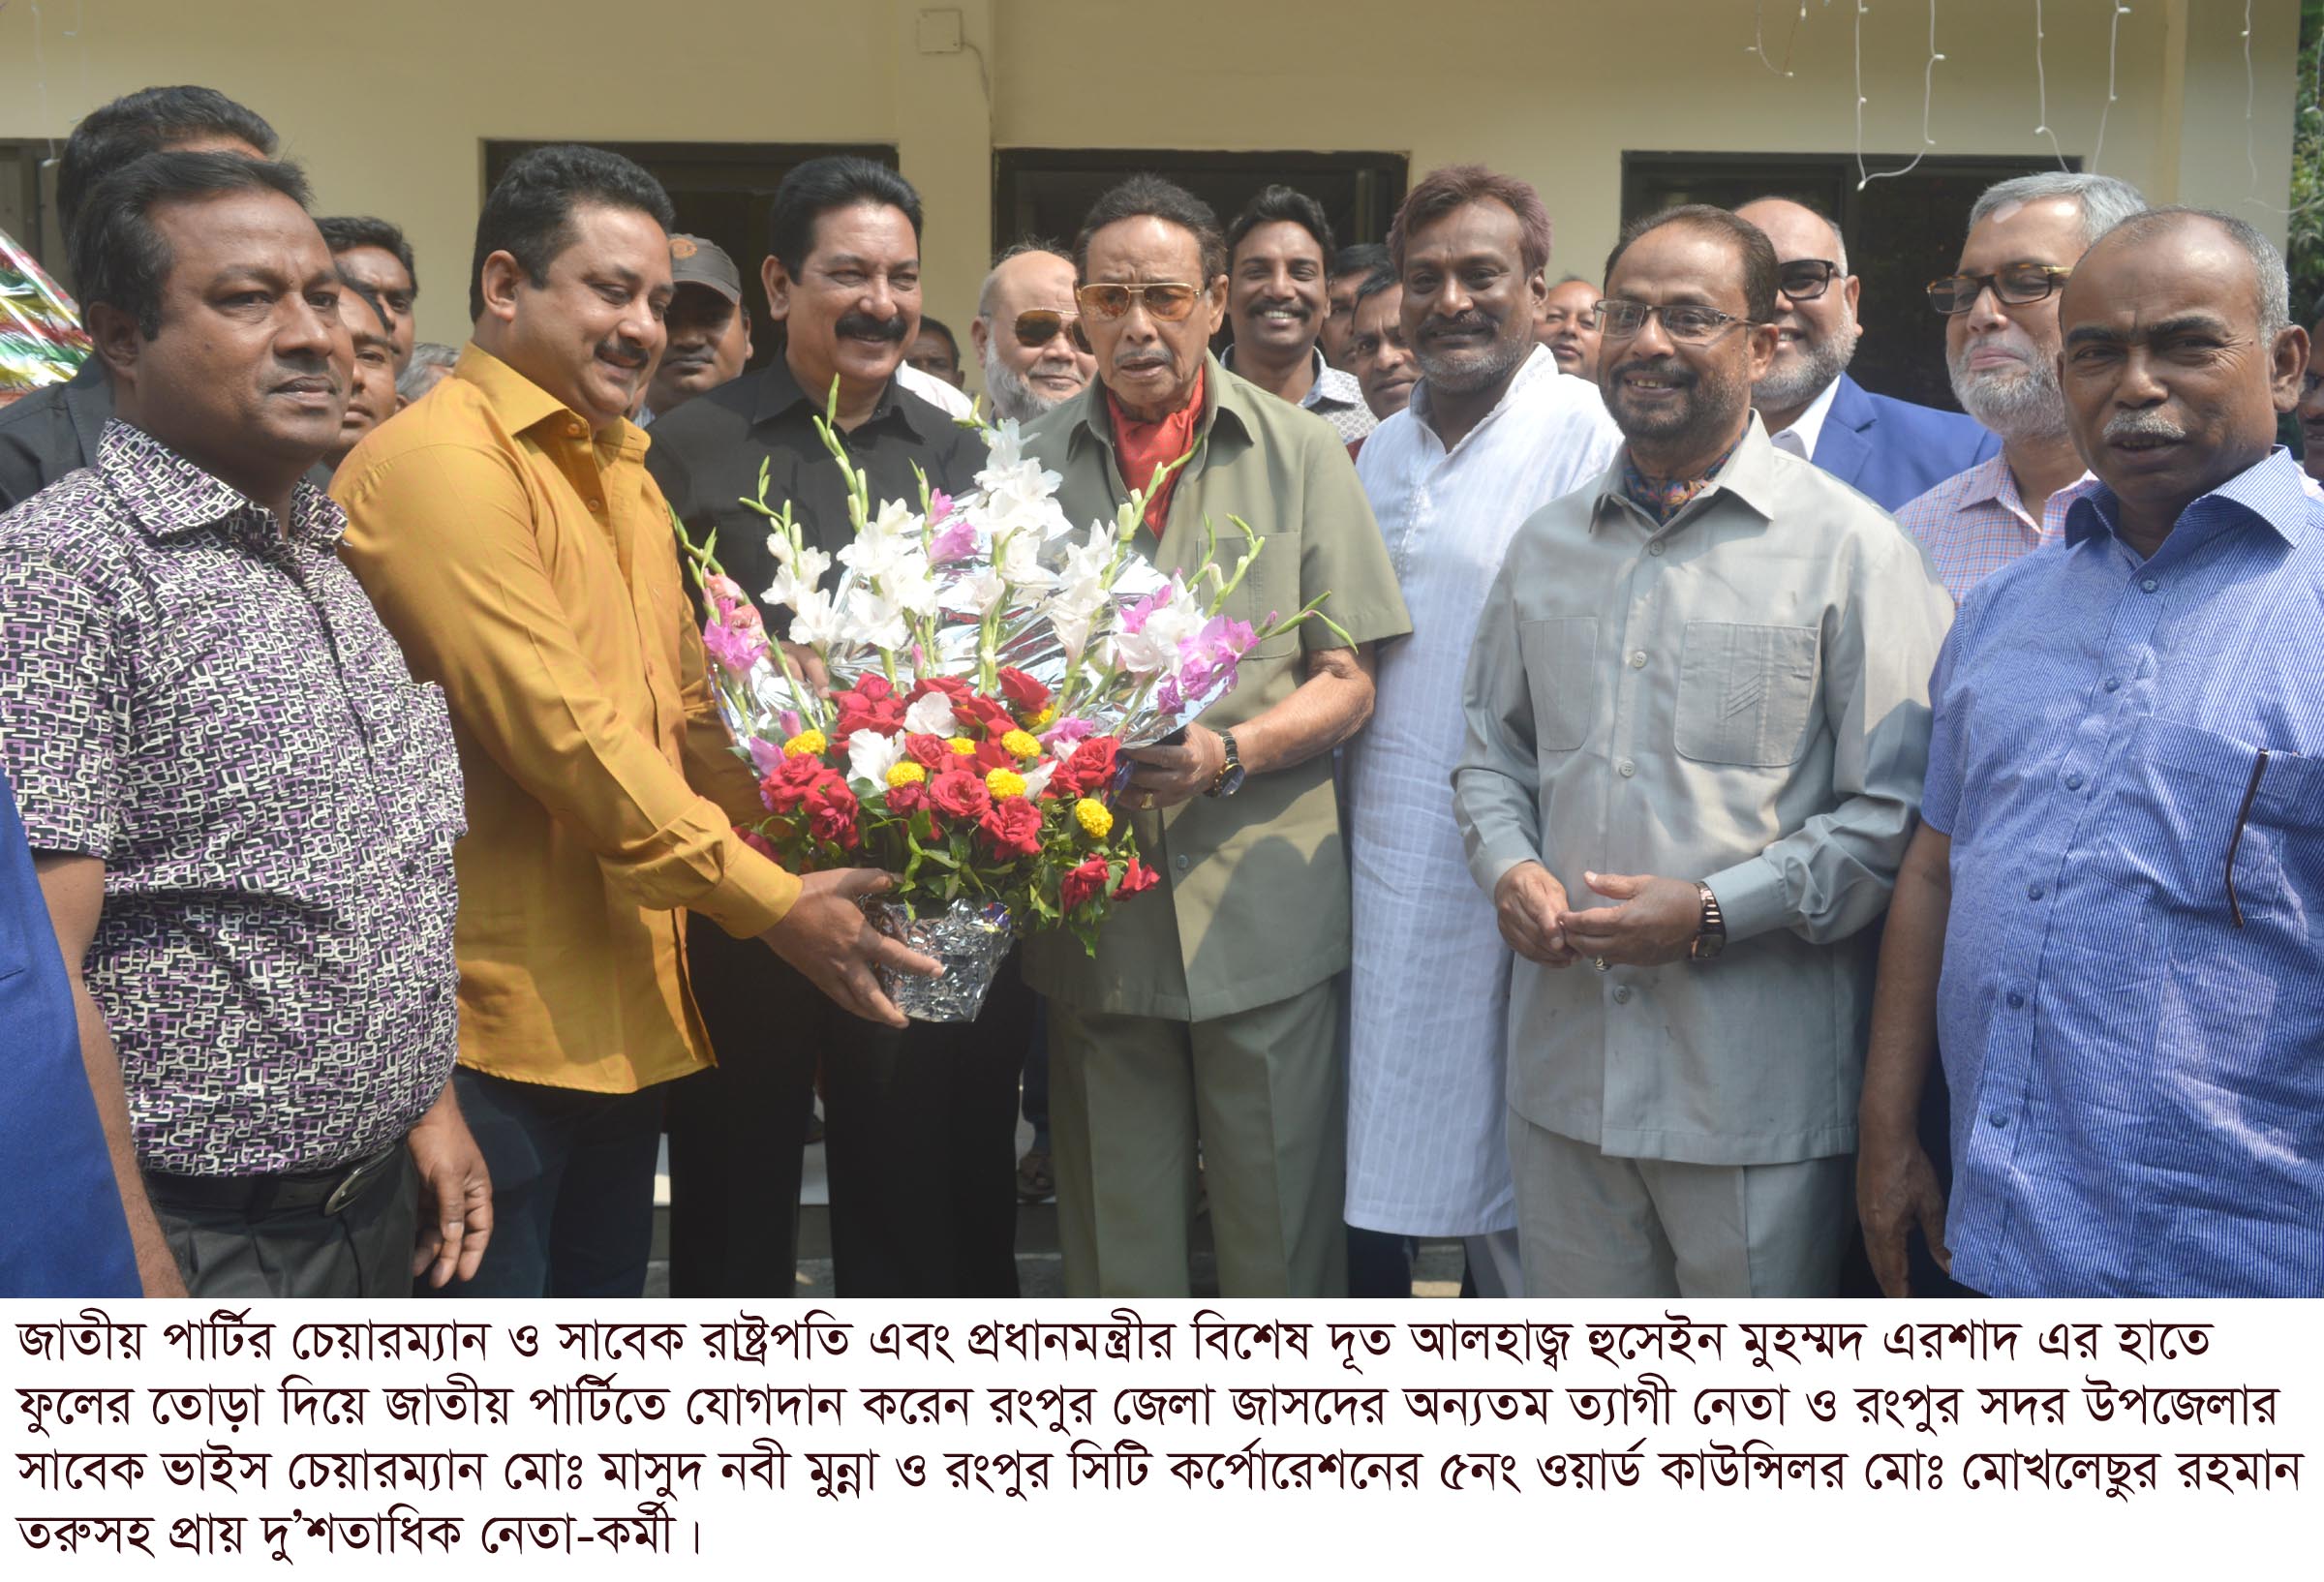 জাতীয় পার্টির চেয়ারম্যান ও সাবেক রাষ্ট্রপতি এবং প্রধানমন্ত্রীর বিশেষ দূত আলহাজ্ব হুসেইন মুহম্মদ এরশাদ এর হাতে
ফুলের তোড়া দিয়ে জাতীয় পার্টিতে যোগদান করেন রংপুর জেলা জাসদের অন্যতম ত্যাগী নেতা ও রংপুর সদর উপজেলার
সাবেক ভাইস চেয়ারম্যান মোঃ মাসুদ নবী মুন্না ও রংপুর সিটি কর্পোরেশনের ৫নং ওয়ার্ড কাউন্সিলর মোঃ মোখলেছুর রহমান
তরুসহ প্রায় দু’শতাধিক নেতা-কর্মী।